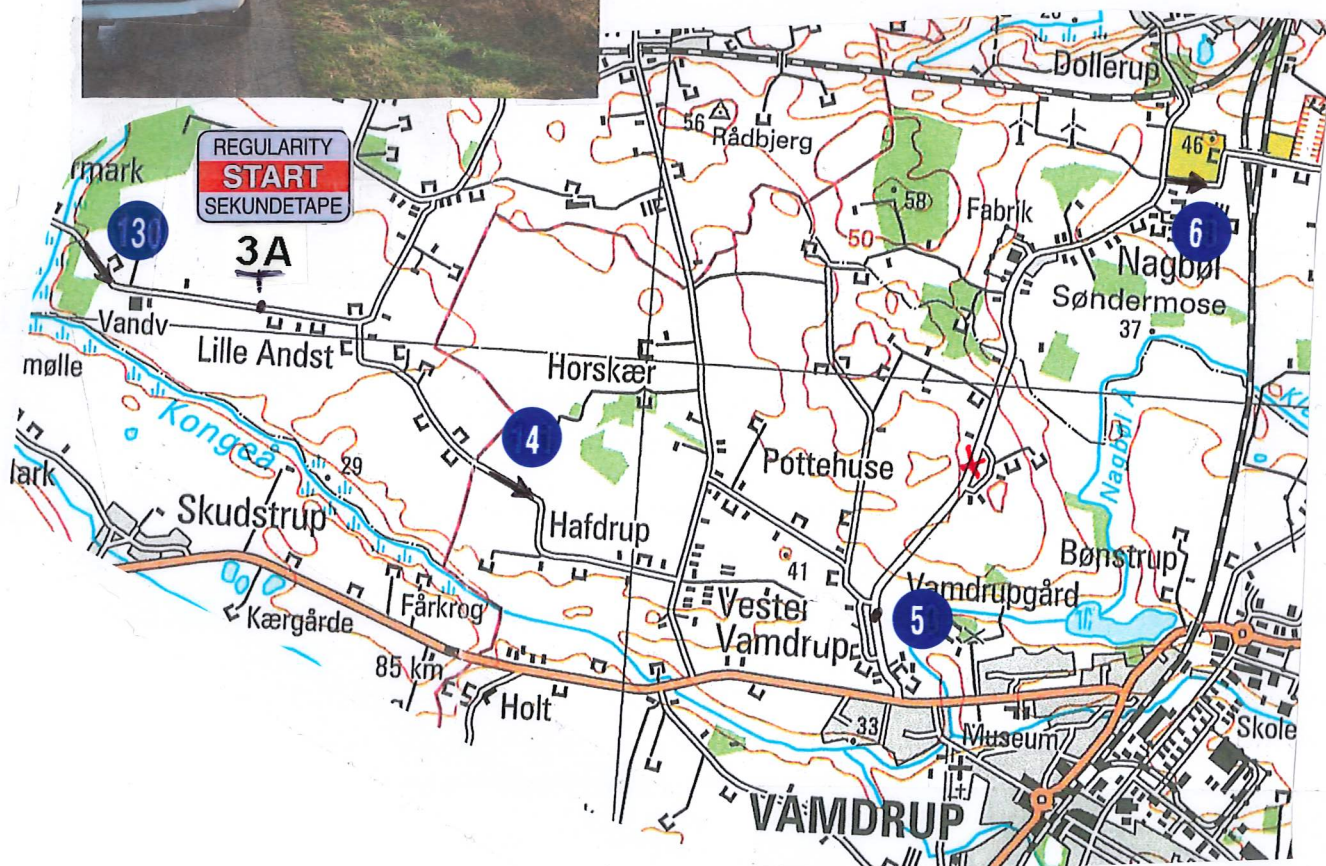 Dollerup
56
Rådbjerg
46
REGULARITY
START
SEKUNDETAPE
rmark
58
Fabrik
50
6
Nagbøl
3A
Søndermose
37
Vandv
Lille Andst
Horskær
mølle
Kongeå
Nagbøl Å
4
29
Pottehuse
Skudstrup
Hafdrup
41
Bønstrup
Vamdrupgård
5
Vester
Vamdrup
Fårkrog
Kærgårde
85 km
Holt
33
Museum
Skole
VAMDRUP